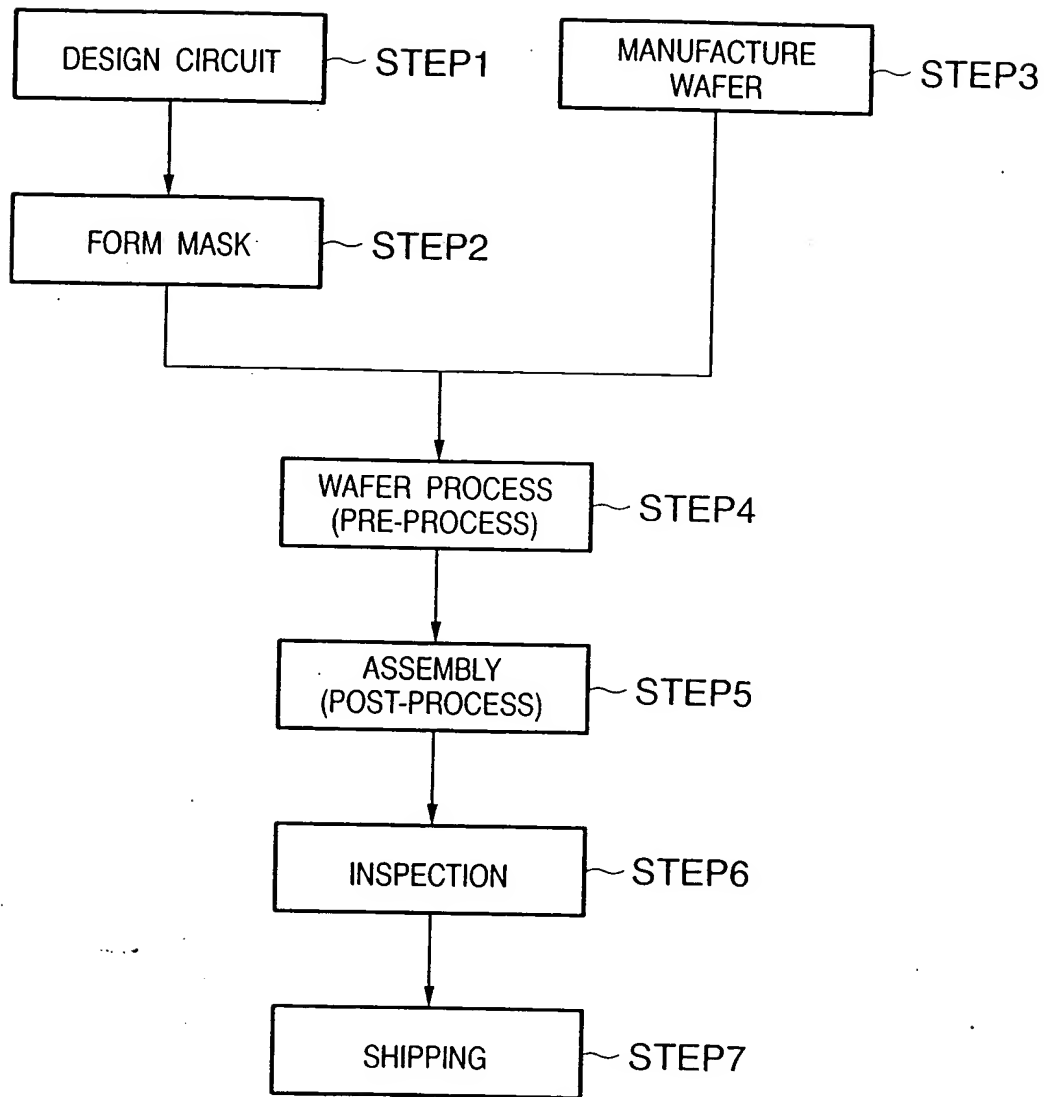 DESIGN CIRCUIT
STEP1
MANUFACTURE
WAFER
STEP3
FORM MASK
STEP2
WAFER PROCESS
(PRE-PROCESS)
STEP4
ASSEMBLY
(POST-PROCESS)
STEP5
INSPECTION
STEP6
SHIPPING
STEP7